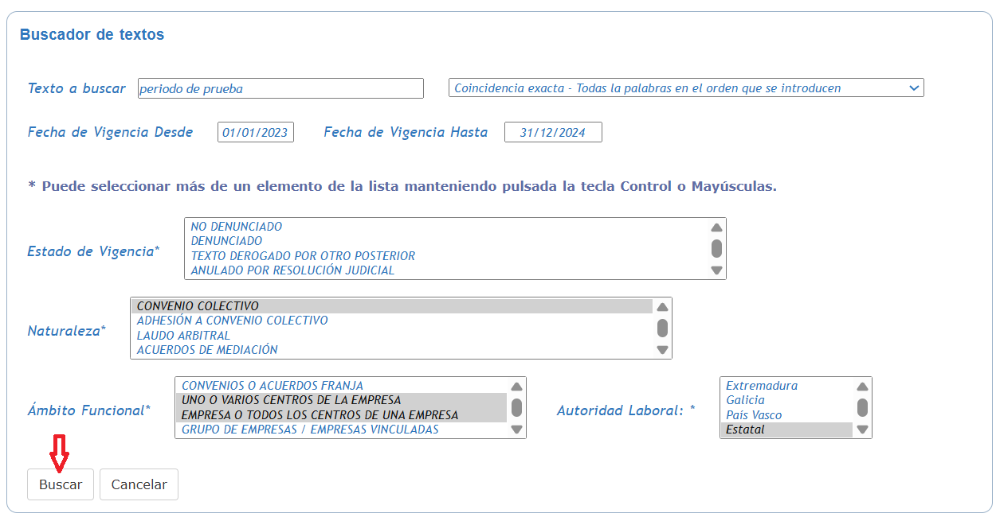 Buscador de textos
Texto a buscar periodo de prueba Coincidencia exacta - Todas la palabras en el orden que se introducen
Fecha de Vigencia Desde 01/01/2023 Fecha de Vigencia Hasta 31/12/2024
* Puede seleccionar más de un elemento de la lista manteniendo pulsada la tecla Control o Mayúsculas.
Estado de Vigencia*
NO DENUNCIADO
DENUNCIADO
TEXTO DEROGADO POR OTRO POSTERIOR
ANULADO POR RESOLUCIÓN JUDICIAL
Naturaleza*
CONVENIO COLECTIVO
ADHESIÓN A CONVENIO COLECTIVO
LAUDO ARBITRAL
ACUERDOS DE MEDIACIÓN
Ámbito Funcional*
CONVENIOS O ACUERDOS FRANJA
UNO O VARIOS CENTROS DE LA EMPRESA
EMPRESA O TODOS LOS CENTROS DE UNA EMPRESA
GRUPO DE EMPRESAS / EMPRESAS VINCULADAS
Autoridad Laboral: *
Extremadura
Galicia
País Vasco
Estatal
Buscar Cancelar